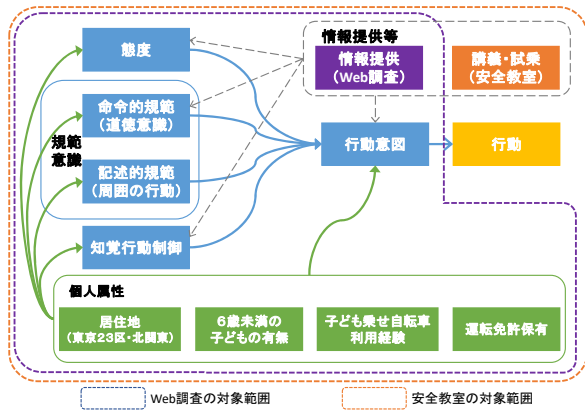 情報提供等
態度
情報提供
(Web調査)
講義・試乗
(安全教室)
命令的規範
(道徳意識)
規範
意識
行動意図
行動
記述的規範
(周囲の行動)
知覚行動制御
個人属性
居住地
(東京23区・北関東)
6歳未満の
子どもの有無
子ども乗せ自転車
利用経験
運転免許保有
Web調査の対象範囲
安全教室の対象範囲